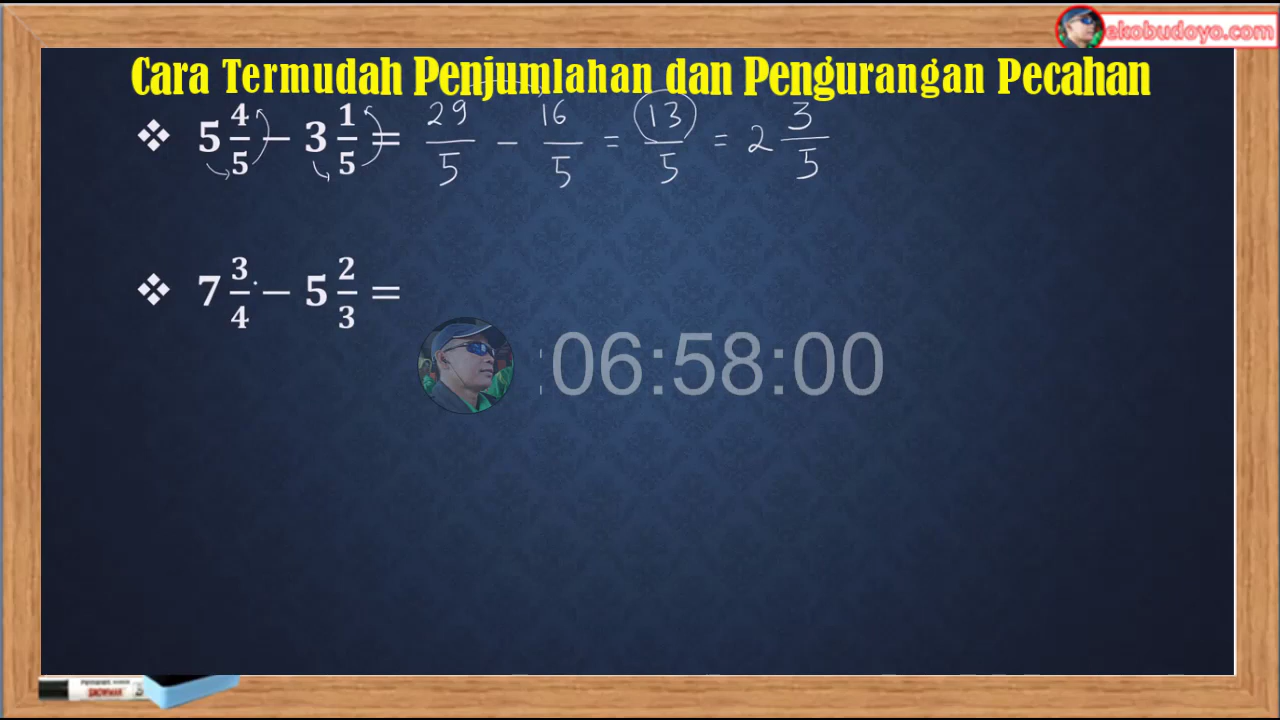 ekobudoyo.com
Cara Termudah Penjumlahan dan Pengurangan Pecahan
❖ 5 4/5 − 3 1/5 = 29/5 − 16/5 = 13/5 = 2 3/5
❖ 7 3/4 − 5 2/3 =
:06:58:00
SNOWMAN